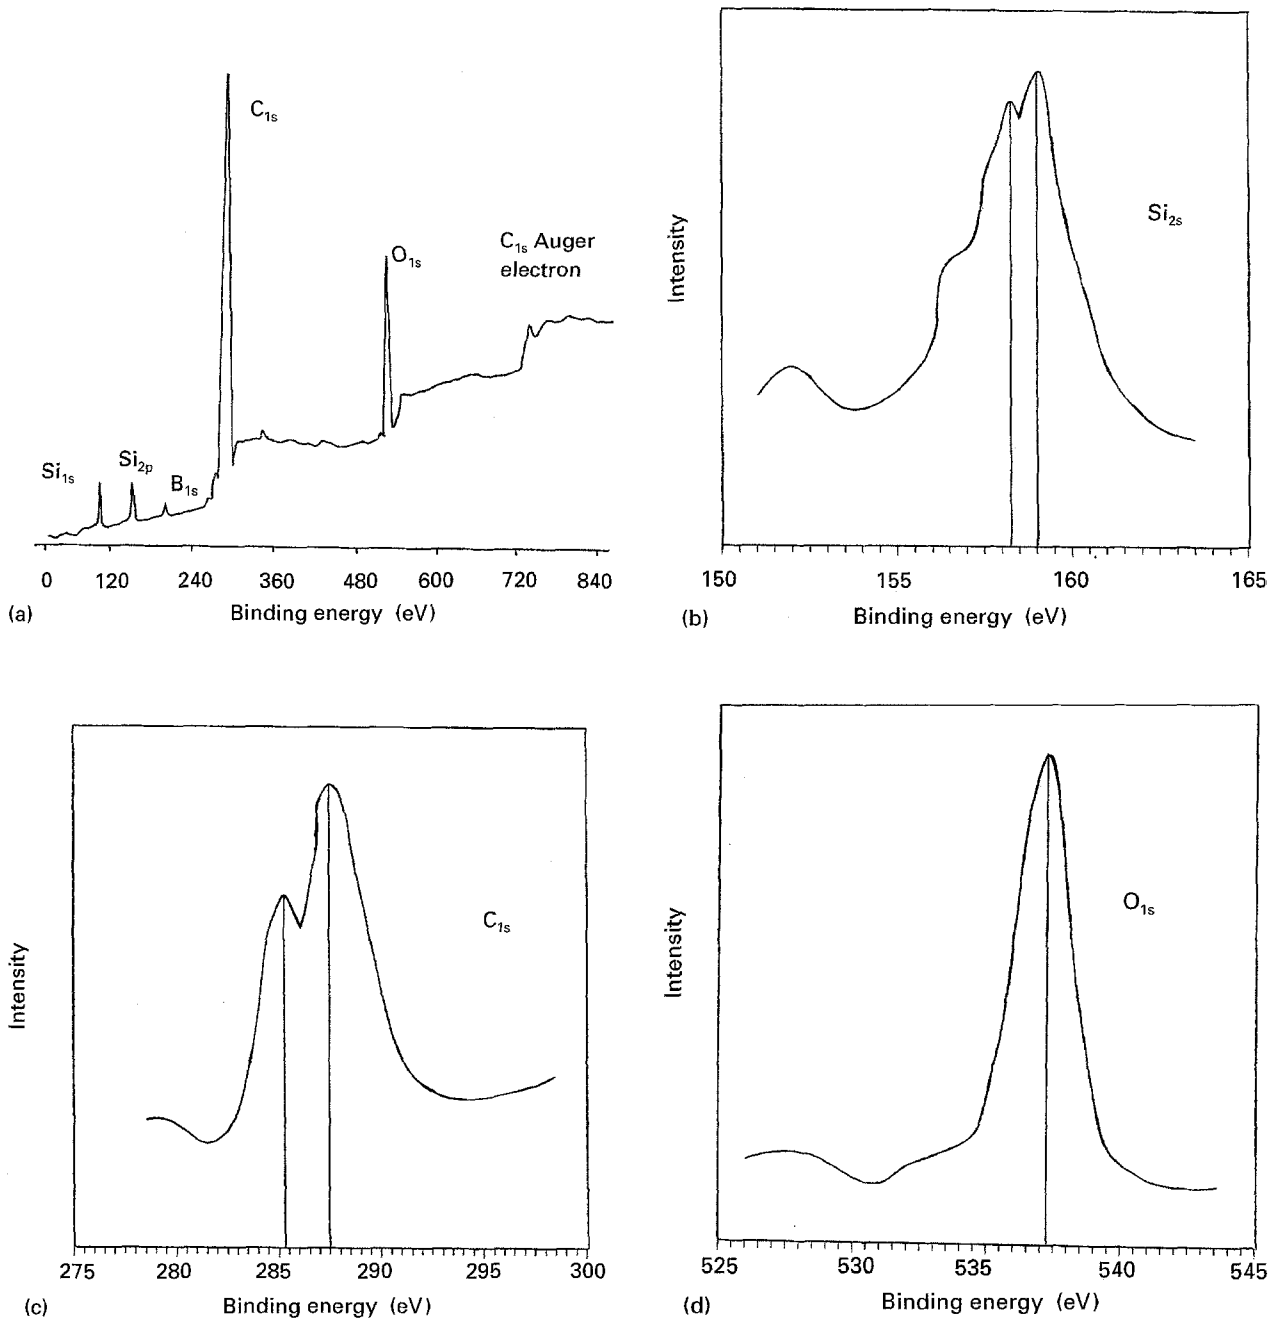 C1s
O1s
C1s Auger
electron
Si1s
Si2p
B1s
0 120 240 360 480 600 720 840
(a) Binding energy (eV)
Intensity
Si2s
150 155 160 165
(b) Binding energy (eV)
Intensity
C1s
275 280 285 290 295 300
(c) Binding energy (eV)
Intensity
O1s
525 530 535 540 545
(d) Binding energy (eV)